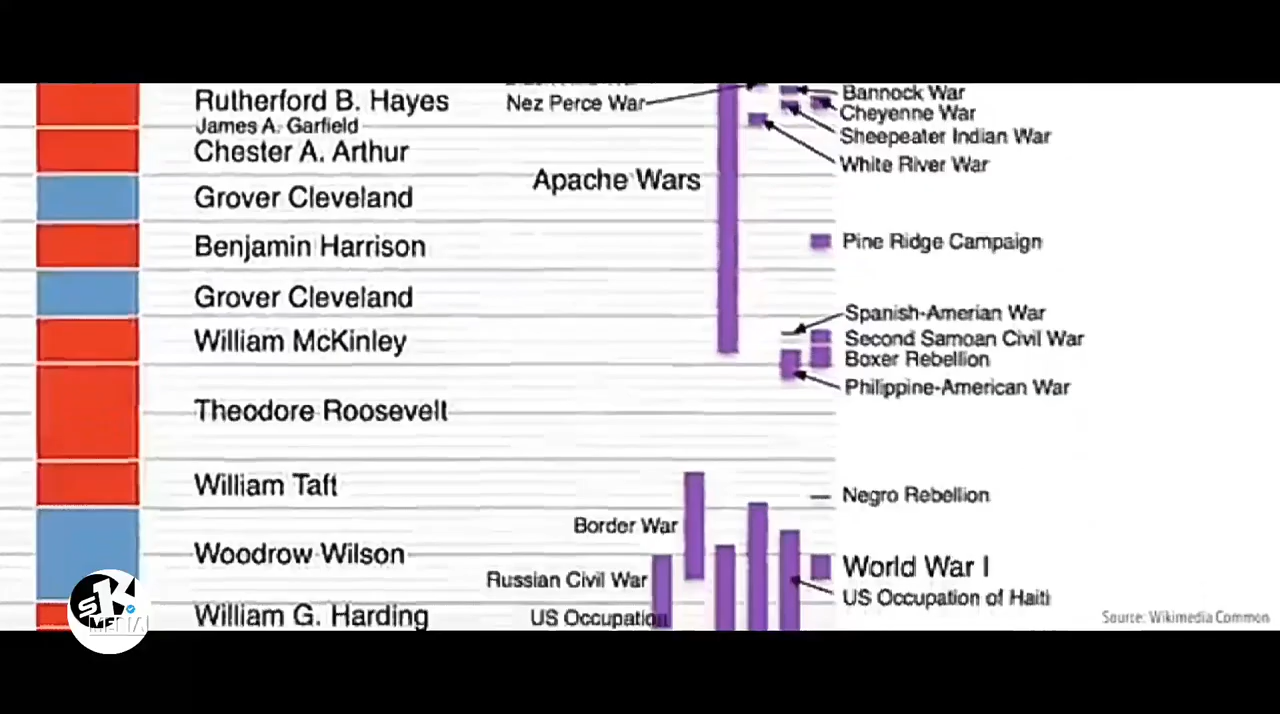 Rutherford B. Hayes
James A. Garfield
Chester A. Arthur
Grover Cleveland
Benjamin Harrison
Grover Cleveland
William McKinley
Theodore Roosevelt
William Taft
Woodrow Wilson
William G. Harding
Nez Perce War
Apache Wars
Border War
Russian Civil War
US Occupation
Bannock War
Cheyenne War
Sheepeater Indian War
White River War
Pine Ridge Campaign
Spanish-Amerian War
Second Samoan Civil War
Boxer Rebellion
Philippine-American War
Negro Rebellion
World War I
US Occupation of Haiti
Source: Wikimedia Common
SK
MEDIA